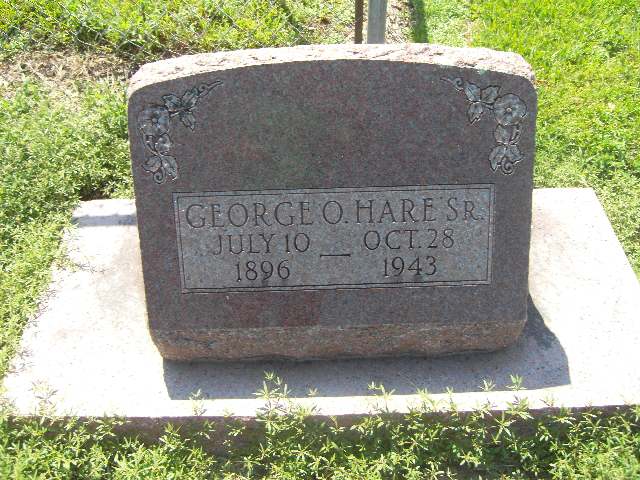 GEORGE O. HARE SR.
JULY 10 — OCT. 28
1896 1943